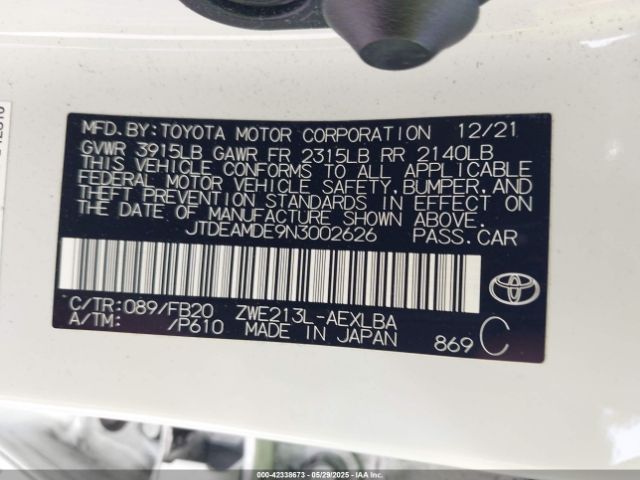 MFD. BY: TOYOTA MOTOR CORPORATION 12/21
GVWR 3915LB GAWR FR 2315LB RR 2140LB
THIS VEHICLE CONFORMS TO ALL APPLICABLE
FEDERAL MOTOR VEHICLE SAFETY, BUMPER, AND
THEFT PREVENTION STANDARDS IN EFFECT ON
THE DATE OF MANUFACTURE SHOWN ABOVE.
JTDEAMDE9N3002626 PASS. CAR
C/TR: 089/FB20 ZWE213L-AEXLBA
A/TM: /P610 MADE IN JAPAN 869 C
000-42338673 - 05/29/2025 - IAAI.COM